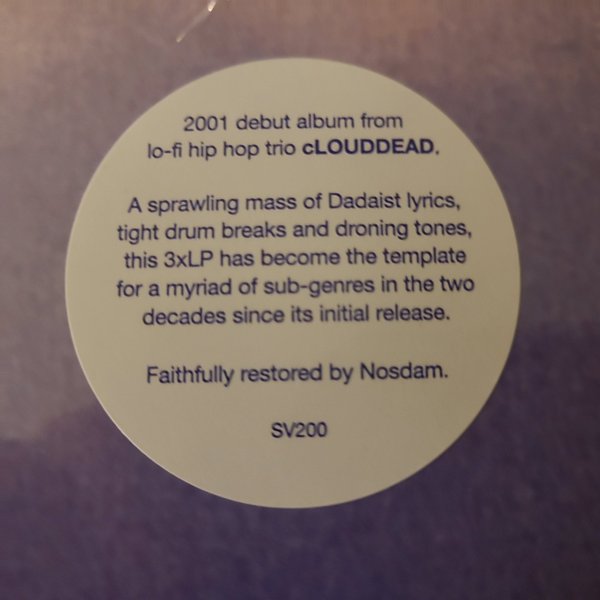 2001 debut album from
lo-fi hip hop trio cLOUDDEAD.
A sprawling mass of Dadaist lyrics,
tight drum breaks and droning tones,
this 3xLP has become the template
for a myriad of sub-genres in the two
decades since its initial release.
Faithfully restored by Nosdam.
SV200